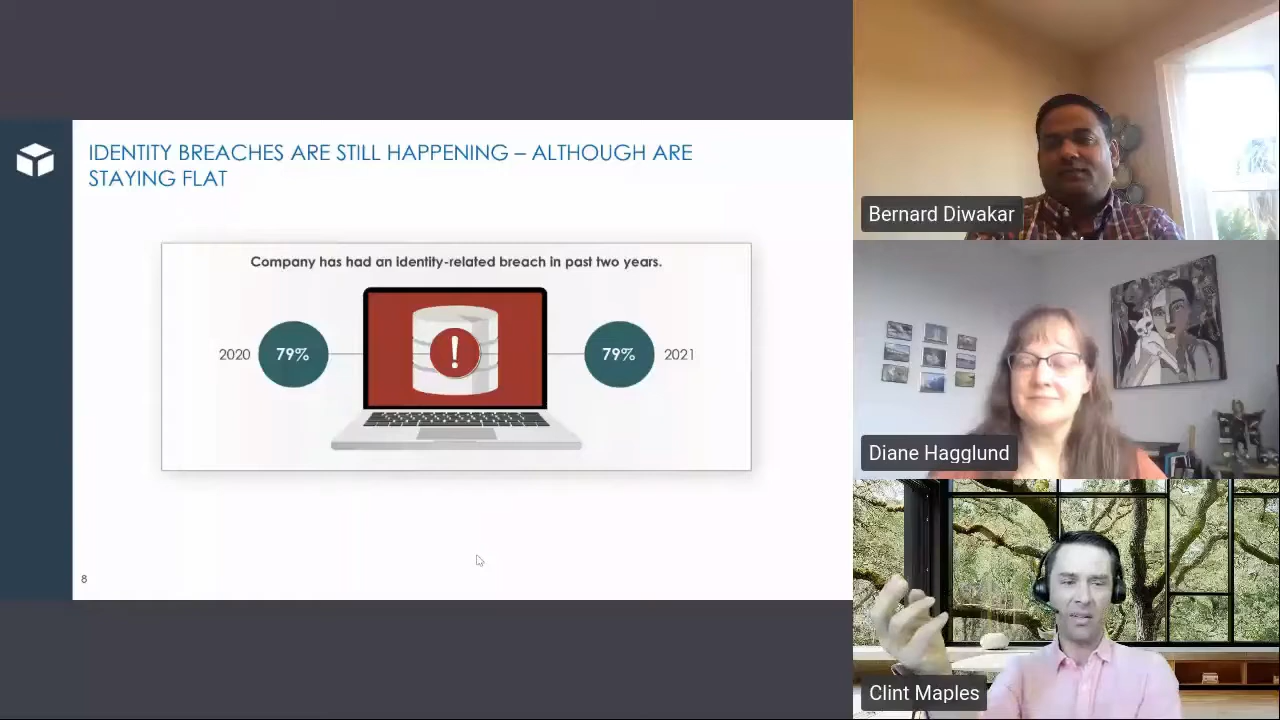 IDENTITY BREACHES ARE STILL HAPPENING – ALTHOUGH ARE
STAYING FLAT
Company has had an identity-related breach in past two years.
2020
79%
!
79%
2021
8
Bernard Diwakar
Diane Hagglund
Clint Maples